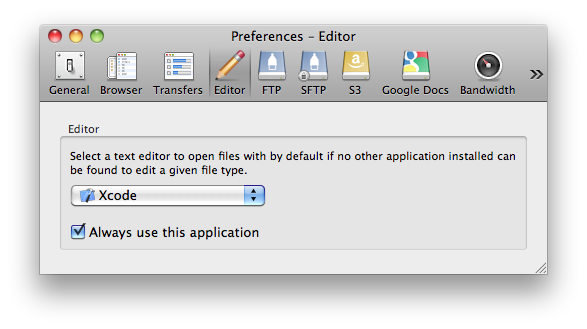 Preferences – Editor
General Browser Transfers Editor FTP SFTP S3 Google Docs Bandwidth »
Editor
Select a text editor to open files with by default if no other application installed can
be found to edit a given file type.
Xcode
Always use this application